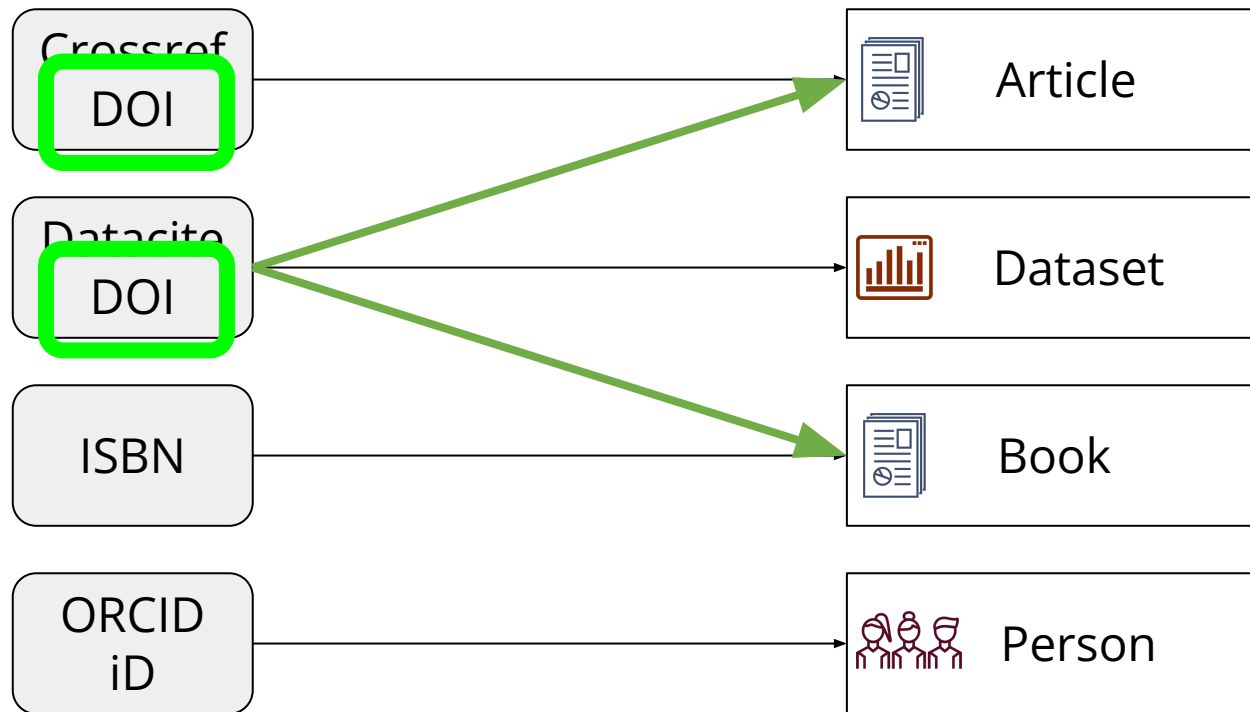 Crossref
DOI
Article
Datacite
DOI
Dataset
ISBN
Book
ORCID
iD
Person